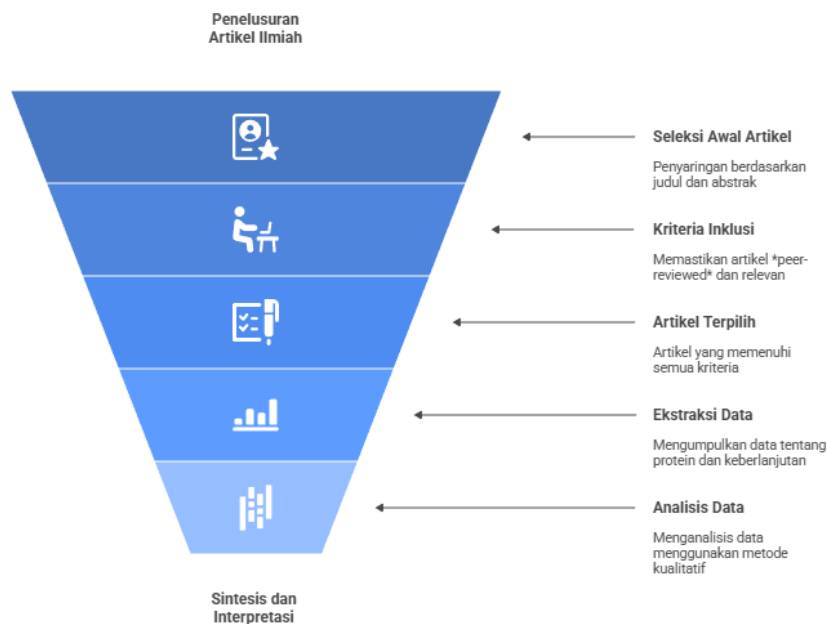 Penelusuran
Artikel Ilmiah
Seleksi Awal Artikel
Penyaringan berdasarkan
judul dan abstrak
Kriteria Inklusi
Memastikan artikel *peer-
reviewed* dan relevan
Artikel Terpilih
Artikel yang memenuhi
semua kriteria
Ekstraksi Data
Mengumpulkan data tentang
protein dan keberlanjutan
Analisis Data
Menganalisis data
menggunakan metode
kualitatif
Sintesis dan
Interpretasi